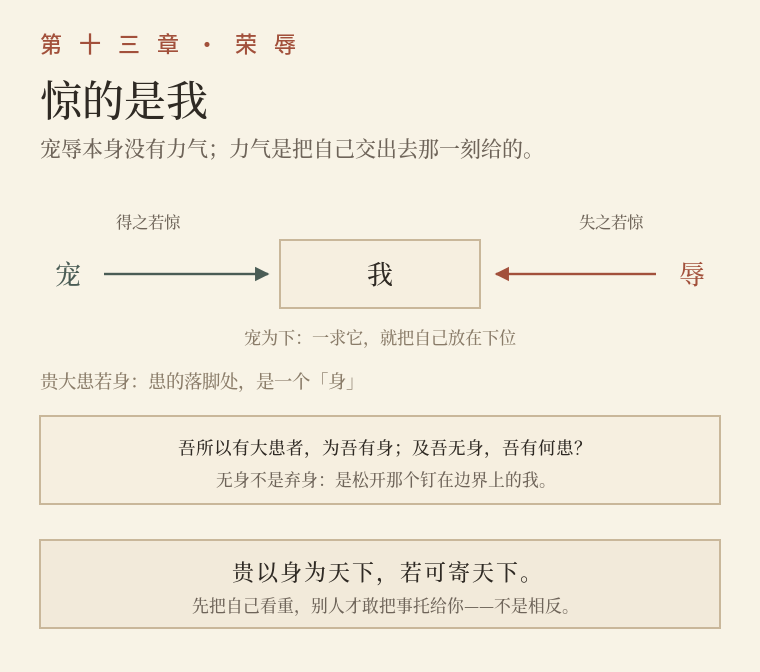 第十三章・荣辱
惊的是我
宠辱本身没有力气；力气是把自己交出去那一刻给的。
得之若惊
失之若惊
宠
我
辱
宠为下：一求它，就把自己放在下位
贵大患若身：患的落脚处，是一个「身」
吾所以有大患者，为吾有身；及吾无身，吾有何患？
无身不是弃身：是松开那个钉在边界上的我。
贵以身为天下，若可寄天下。
先把自己看重，别人才敢把事托给你——不是相反。